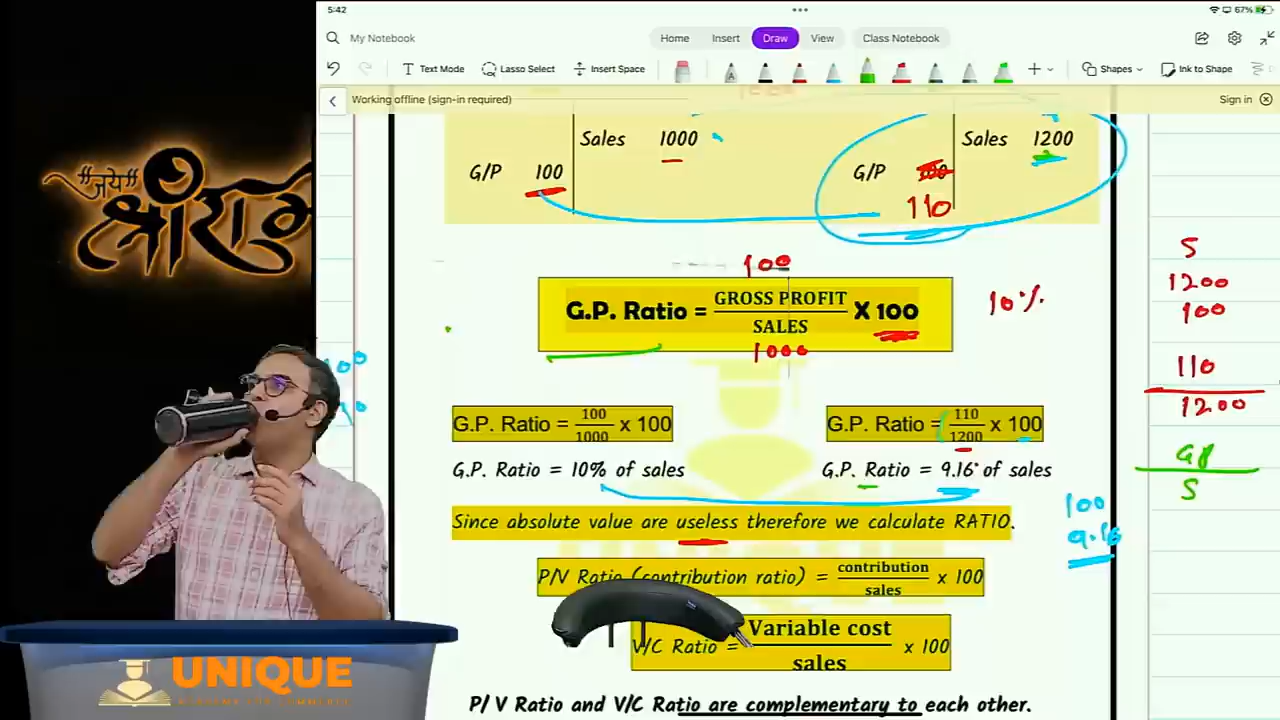 5:42
67%
My Notebook
Home
Insert
Draw
View
Class Notebook
Text Mode
Lasso Select
Insert Space
Shapes
Ink to Shape
Working offline (sign-in required)
Sign in
Sales 1000
Sales 1200
G/P 100
G/P
110
100
G.P. Ratio = GROSS PROFIT / SALES X 100
1000
10%
S
1200
100
110
1200
GP
S
G.P. Ratio = 100/1000 x 100
G.P. Ratio = 110/1200 x 100
G.P. Ratio = 10% of sales
G.P. Ratio = 9.16 of sales
100
9.16
Since absolute value are useless therefore we calculate RATIO.
P/V Ratio (contribution ratio) = contribution/sales x 100
V/C Ratio = Variable cost/sales x 100
P/ V Ratio and V/C Ratio are complementary to each other.
#जय#
श्री राम
UNIQUE